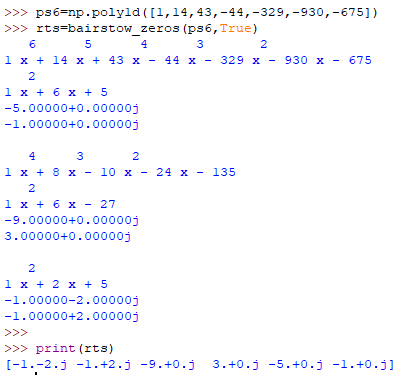 >>> ps6=np.poly1d([1,14,43,-44,-329,-930,-675])
>>> rts=bairstow_zeros(ps6,True)
   6      5      4      3       2
1 x + 14 x + 43 x - 44 x - 329 x - 930 x - 675
   2
1 x + 6 x + 5
-5.00000+0.00000j
-1.00000+0.00000j

   4     3      2
1 x + 8 x - 10 x - 24 x - 135
   2
1 x + 6 x - 27
-9.00000+0.00000j
3.00000+0.00000j

   2
1 x + 2 x + 5
-1.00000-2.00000j
-1.00000+2.00000j
>>>
>>> print(rts)
[-1.-2.j -1.+2.j -9.+0.j  3.+0.j -5.+0.j -1.+0.j]